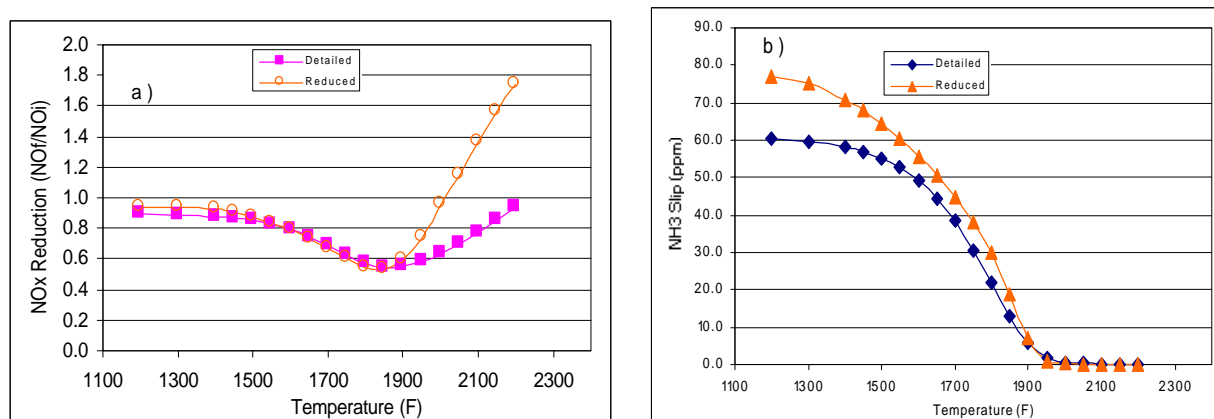 2.0
1.8
1.6
1.4
1.2
1.0
0.8
0.6
0.4
0.2
0.0
NOx Reduction (NOf/NOi)
a )
Detailed
Reduced
1100 1300 1500 1700 1900 2100 2300
Temperature (F)
90.0
80.0
70.0
60.0
50.0
40.0
30.0
20.0
10.0
0.0
NH3 Slip (ppm)
b )
Detailed
Reduced
1100 1300 1500 1700 1900 2100 2300
Temperature (F)